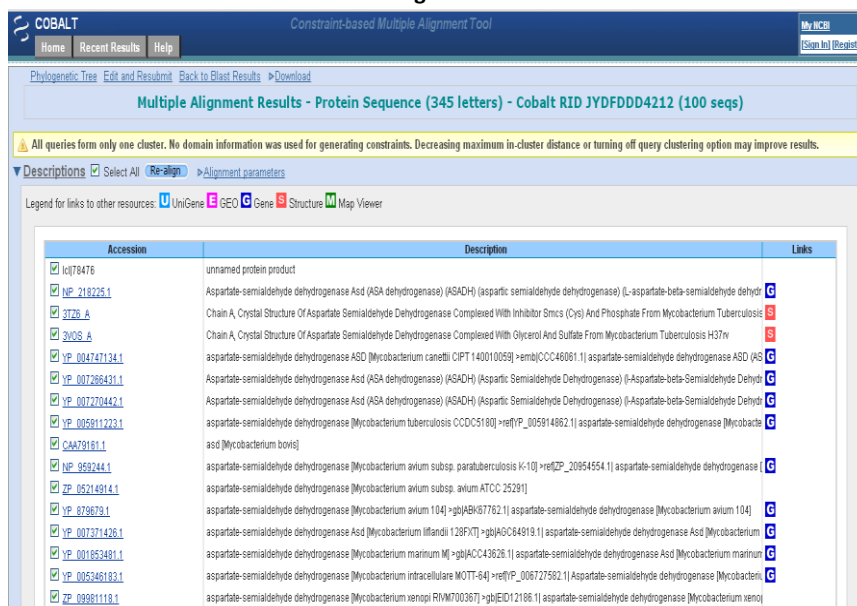 COBALT
Constraint-based Multiple Alignment Tool
My NCBI
Home Recent Results Help
[Sign In] [Regist
Phylogenetic Tree Edit and Resubmit Back to Blast Results Download
Multiple Alignment Results - Protein Sequence (345 letters) - Cobalt RID JYDFDDD4212 (100 seqs)
All queries form only one cluster. No domain information was used for generating constraints. Decreasing maximum in-cluster distance or turning off query clustering option may improve results.
Descriptions Select All Re-align Alignment parameters
Legend for links to other resources: U UniGene E GEO G Gene S Structure M Map Viewer
Accession Description Links
lcl|78476 unnamed protein product
NP_218225.1 Aspartate-semialdehyde dehydrogenase Asd (ASA dehydrogenase) (ASADH) (aspartic semialdehyde dehydrogenase) (L-aspartate-beta-semialdehyde dehydr G
3TZ6_A Chain A, Crystal Structure Of Aspartate Semialdehyde Dehydrogenase Complexed With Inhibitor Smcs (Cys) And Phosphate From Mycobacterium Tuberculosis S
3VOS_A Chain A, Crystal Structure Of Aspartate Semialdehyde Dehydrogenase Complexed With Glycerol And Sulfate From Mycobacterium Tuberculosis H37rv S
YP_004747134.1 aspartate-semialdehyde dehydrogenase ASD [Mycobacterium canettii CIPT 140010059] >emb|CCC46061.1| aspartate-semialdehyde dehydrogenase ASD (AS G
YP_007266431.1 Aspartate-semialdehyde dehydrogenase Asd (ASA dehydrogenase) (ASADH) (Aspartic Semialdehyde Dehydrogenase) (l-Aspartate-beta-Semialdehyde Dehydr G
YP_007270442.1 Aspartate-semialdehyde dehydrogenase Asd (ASA dehydrogenase) (ASADH) (Aspartic Semialdehyde Dehydrogenase) (l-Aspartate-beta-Semialdehyde Dehydr G
YP_005911223.1 aspartate-semialdehyde dehydrogenase [Mycobacterium tuberculosis CCDC5180] >ref|YP_005914862.1| aspartate-semialdehyde dehydrogenase [Mycobacte G
CAA79161.1 asd [Mycobacterium bovis]
NP_959244.1 aspartate-semialdehyde dehydrogenase [Mycobacterium avium subsp. paratuberculosis K-10] >ref|ZP_20954554.1| aspartate-semialdehyde dehydrogenase [ G
ZP_05214914.1 aspartate-semialdehyde dehydrogenase [Mycobacterium avium subsp. avium ATCC 25291]
YP_879679.1 aspartate-semialdehyde dehydrogenase [Mycobacterium avium 104] >gb|ABK67762.1| aspartate-semialdehyde dehydrogenase [Mycobacterium avium 104] G
YP_007371426.1 aspartate-semialdehyde dehydrogenase Asd [Mycobacterium liflandii 128FXT] >gb|AGC64919.1| aspartate-semialdehyde dehydrogenase Asd [Mycobacterium G
YP_001853481.1 aspartate-semialdehyde dehydrogenase Asd [Mycobacterium marinum M] >gb|ACC43626.1| aspartate-semialdehyde dehydrogenase Asd [Mycobacterium marinum G
YP_005346183.1 aspartate-semialdehyde dehydrogenase [Mycobacterium intracellulare MOTT-64] >ref|YP_006727582.1| Aspartate-semialdehyde dehydrogenase [Mycobacteriu G
ZP_09981118.1 aspartate-semialdehyde dehydrogenase [Mycobacterium xenopi RIVM700367] >gb|EID12186.1| aspartate-semialdehyde dehydrogenase [Mycobacterium xenop